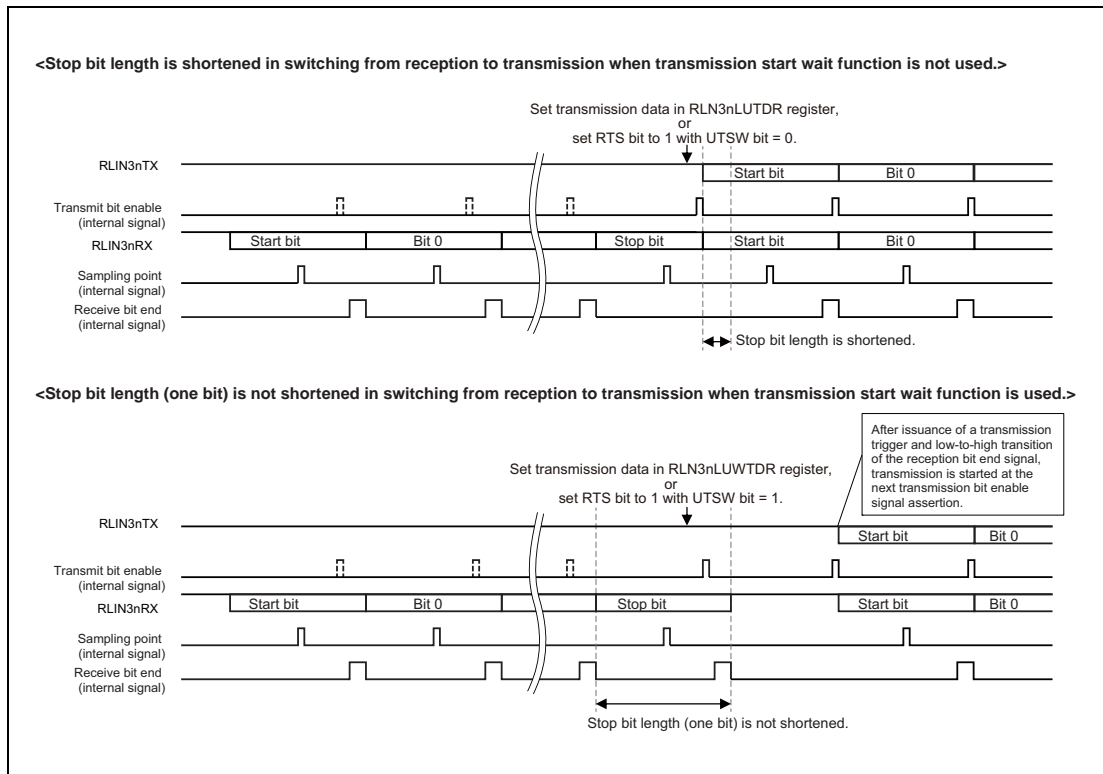 <Stop bit length is shortened in switching from reception to transmission when transmission start wait function is not used.>
Set transmission data in RLN3nLUTDR register,
or
set RTS bit to 1 with UTSW bit = 0.
RLIN3nTX
Start bit
Bit 0
Transmit bit enable
(internal signal)
RLIN3nRX
Start bit
Bit 0
Stop bit
Start bit
Bit 0
Sampling point
(internal signal)
Receive bit end
(internal signal)
Stop bit length is shortened.
<Stop bit length (one bit) is not shortened in switching from reception to transmission when transmission start wait function is used.>
After issuance of a transmission
trigger and low-to-high transition
of the reception bit end signal,
transmission is started at the
next transmission bit enable
signal assertion.
Set transmission data in RLN3nLUWTDR register,
or
set RTS bit to 1 with UTSW bit = 1.
RLIN3nTX
Start bit
Bit 0
Transmit bit enable
(internal signal)
RLIN3nRX
Start bit
Bit 0
Stop bit
Start bit
Bit 0
Sampling point
(internal signal)
Receive bit end
(internal signal)
Stop bit length (one bit) is not shortened.